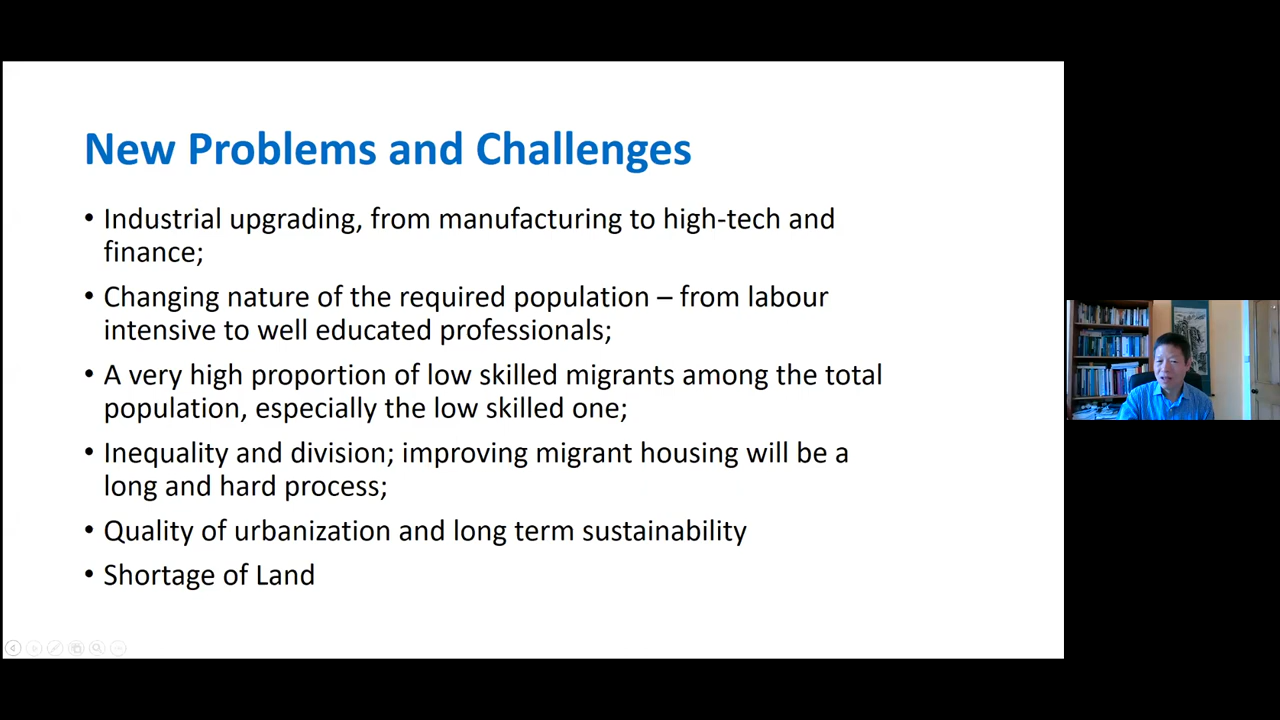 New Problems and Challenges
• Industrial upgrading, from manufacturing to high-tech and
finance;
• Changing nature of the required population – from labour
intensive to well educated professionals;
• A very high proportion of low skilled migrants among the total
population, especially the low skilled one;
• Inequality and division; improving migrant housing will be a
long and hard process;
• Quality of urbanization and long term sustainability
• Shortage of Land